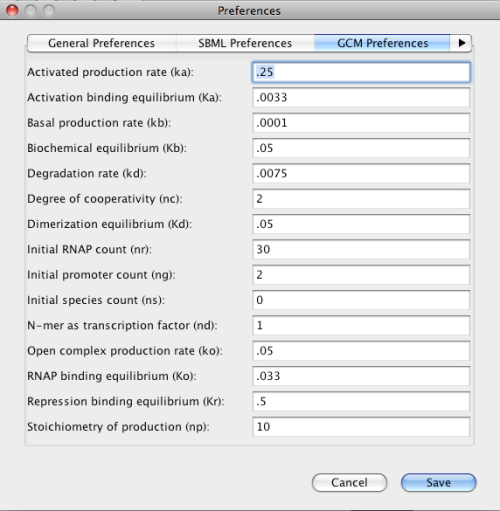 Preferences
General Preferences SBML Preferences GCM Preferences
Activated production rate (ka): .25
Activation binding equilibrium (Ka): .0033
Basal production rate (kb): .0001
Biochemical equilibrium (Kb): .05
Degradation rate (kd): .0075
Degree of cooperativity (nc): 2
Dimerization equilibrium (Kd): .05
Initial RNAP count (nr): 30
Initial promoter count (ng): 2
Initial species count (ns): 0
N-mer as transcription factor (nd): 1
Open complex production rate (ko): .05
RNAP binding equilibrium (Ko): .033
Repression binding equilibrium (Kr): .5
Stoichiometry of production (np): 10
Cancel Save